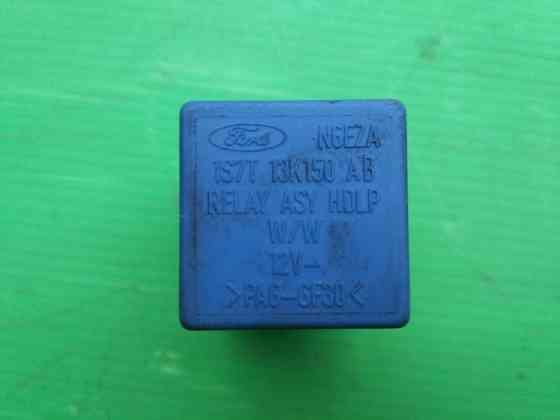 Ford N6EZA
1S7T 13K150 AB
RELAY ASY HDLP
W/W
12V-
>PA6-GF30<